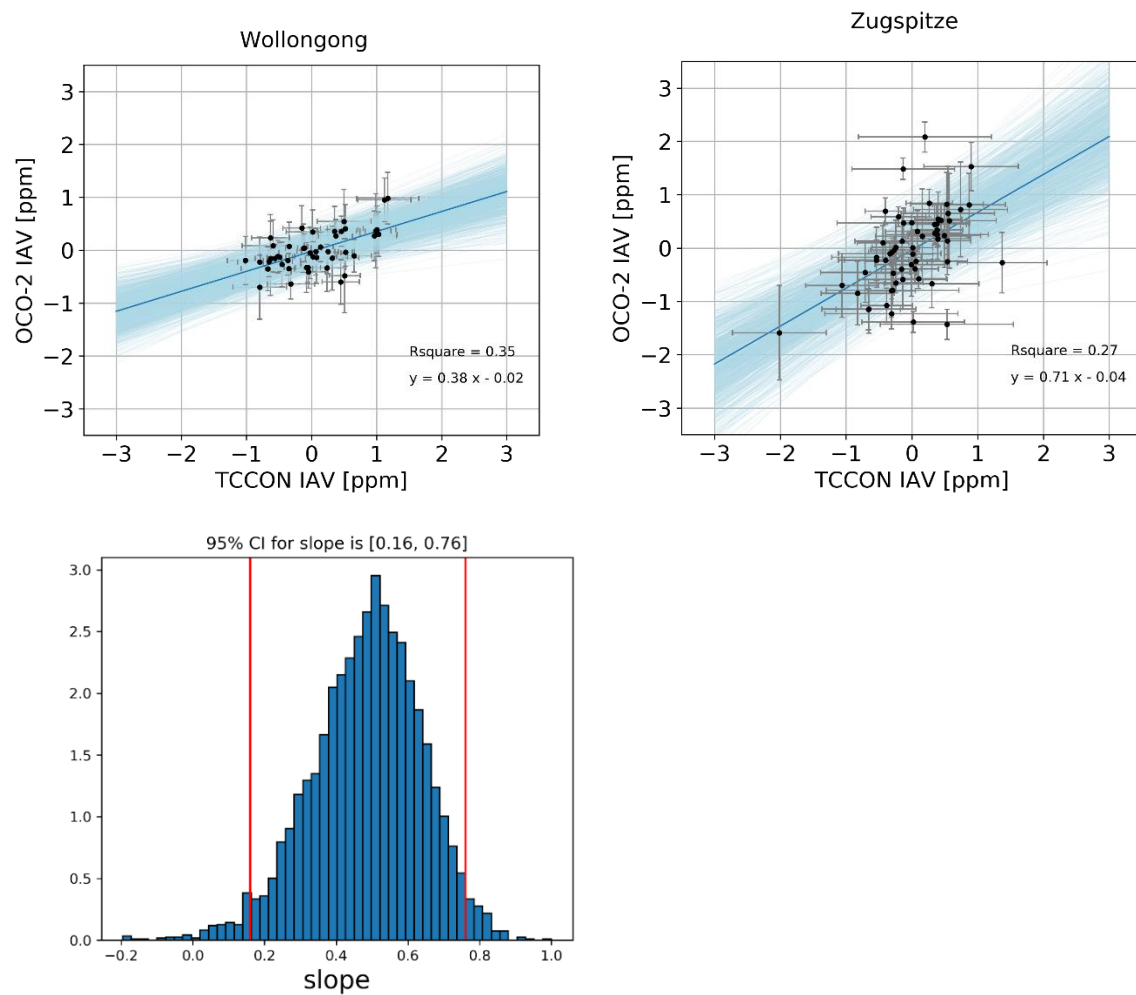 Wollongong
3
2
1
0
−1
−2
−3
OCO-2 IAV [ppm]
Rsquare = 0.35
y = 0.38 x - 0.02
−3 −2 −1 0 1 2 3
TCCON IAV [ppm]
Zugspitze
3
2
1
0
−1
−2
−3
OCO-2 IAV [ppm]
Rsquare = 0.27
y = 0.71 x - 0.04
−3 −2 −1 0 1 2 3
TCCON IAV [ppm]
95% CI for slope is [0.16, 0.76]
3.0
2.5
2.0
1.5
1.0
0.5
0.0
−0.2 0.0 0.2 0.4 0.6 0.8 1.0
slope